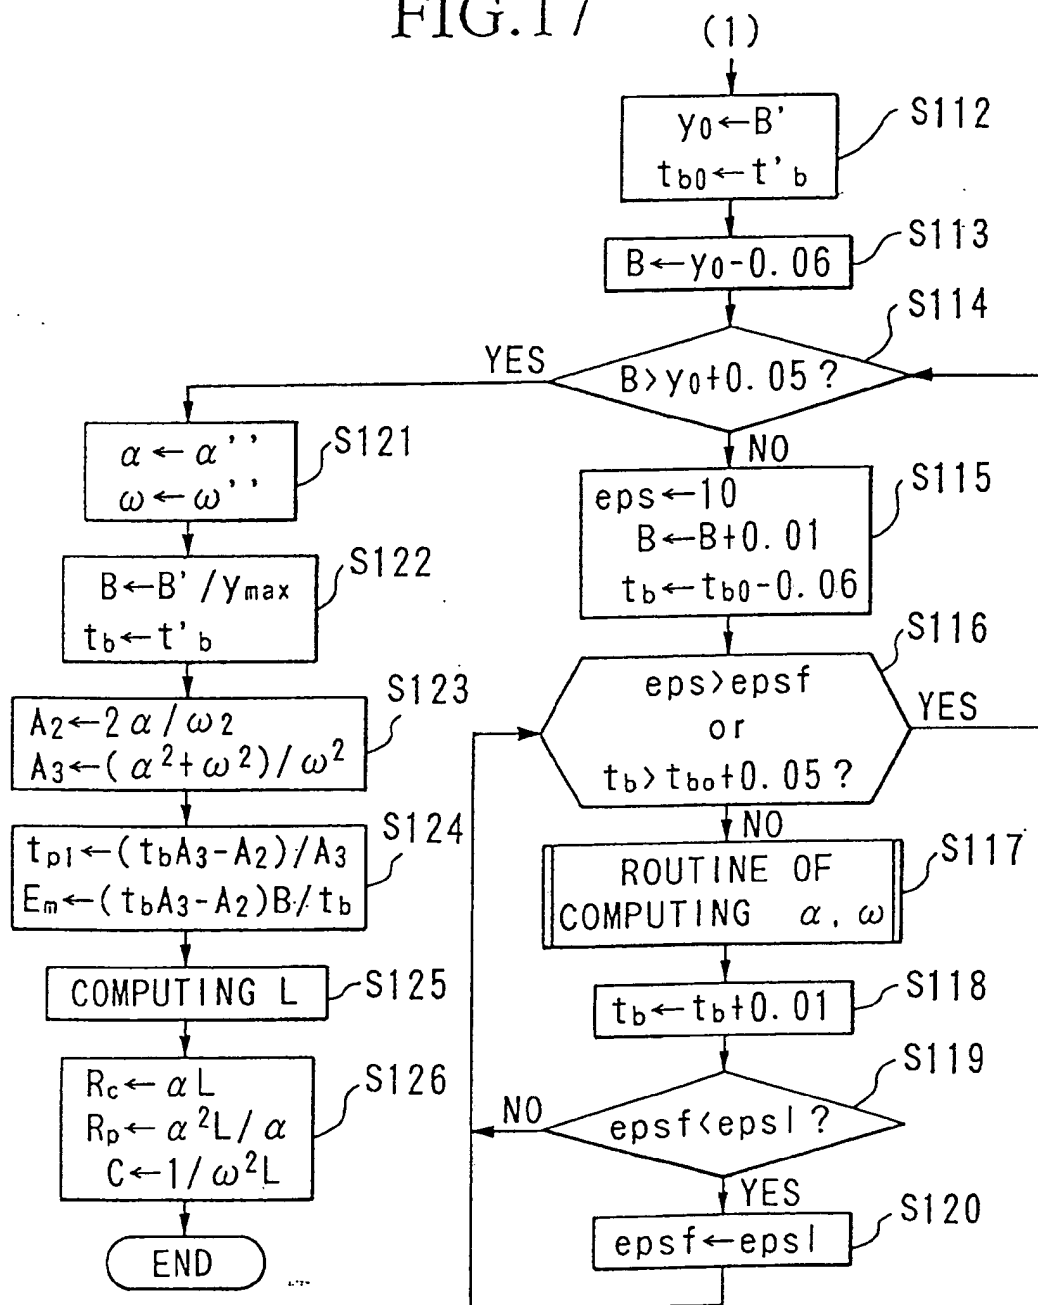 FIG.17
(1)
y0←B'
tb0←t'b
S112
B←y0-0.06
S113
B>y0+0.05?
S114
YES
NO
eps←10
B←B+0.01
tb←tb0-0.06
S115
eps>epsf
or
tb>tbo+0.05?
S116
YES
NO
ROUTINE OF
COMPUTING α, ω
S117
tb←tb+0.01
S118
epsf<epsl?
S119
NO
YES
epsf←epsl
S120
α←α''
ω←ω''
S121
B←B'/ymax
tb←t'b
S122
A2←2α/ω2
A3←(α²+ω²)/ω²
S123
tp1←(tbA3-A2)/A3
Em←(tbA3-A2)B/tb
S124
COMPUTING L
S125
Rc←αL
Rp←α²L/α
C←1/ω²L
S126
END